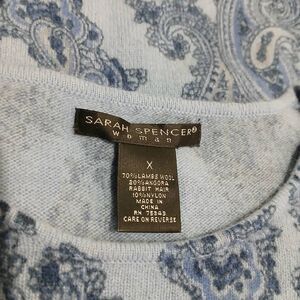 SARAH SPENCER®
woman
X
70% LAMBS WOOL
20% ANGORA
RABBIT HAIR
10% NYLON
MADE IN
CHINA
RN 75343
CARE ON REVERSE